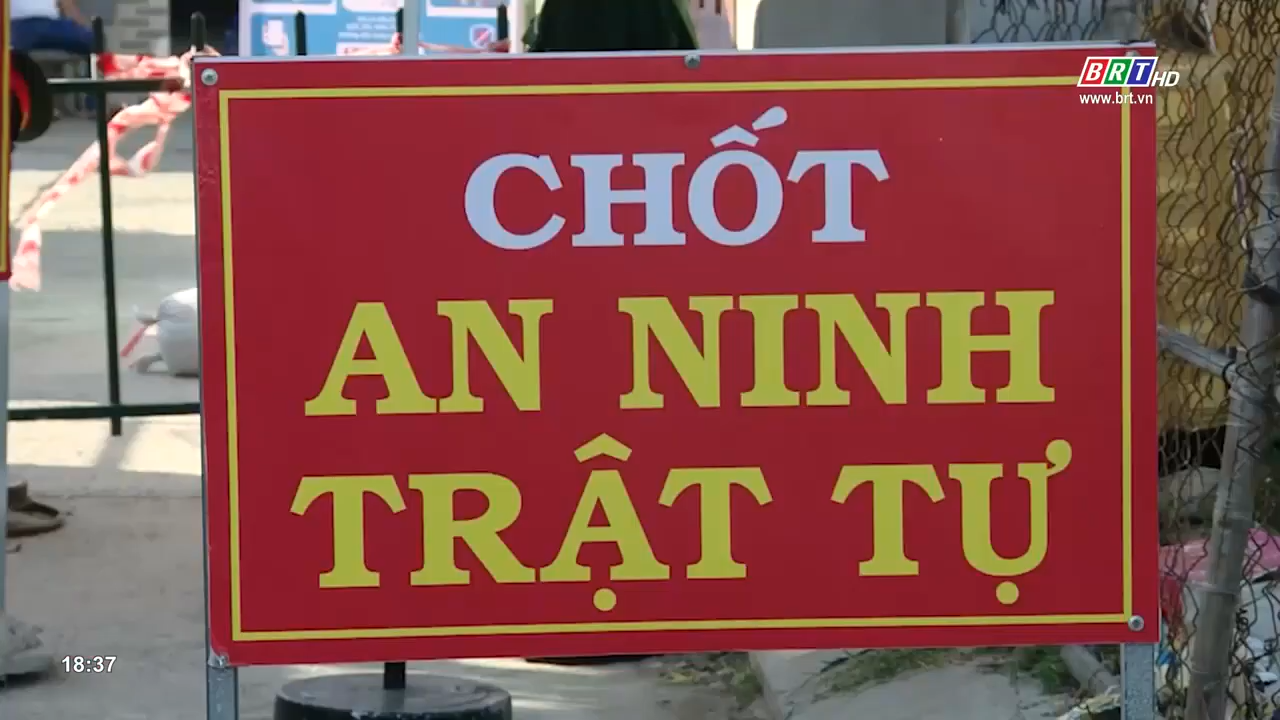 BRT HD
www.brt.vn
CHỐT
AN NINH
TRẬT TỰ
18:37